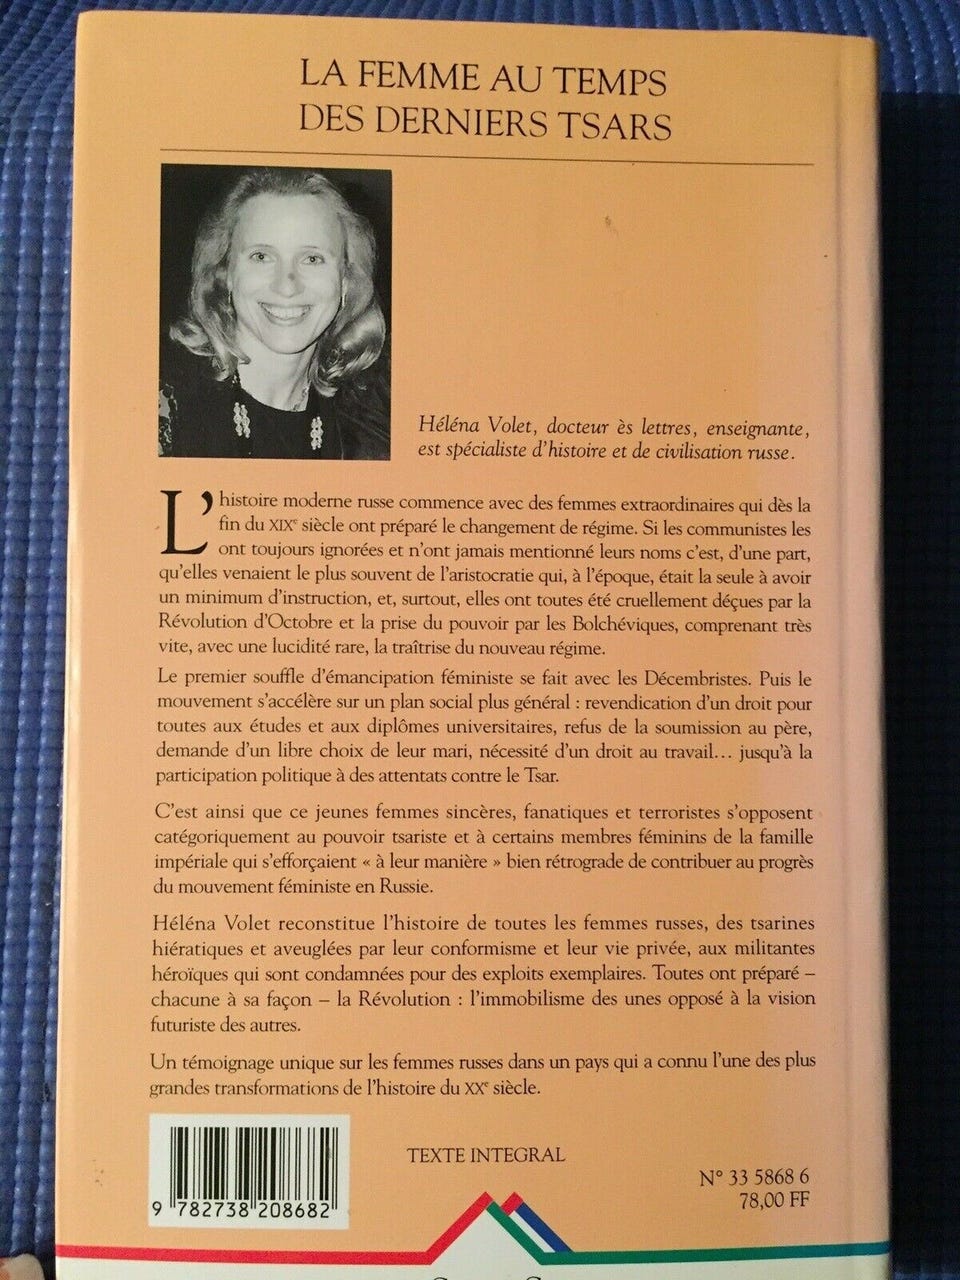 LA FEMME AU TEMPS
DES DERNIERS TSARS
Héléna Volet, docteur ès lettres, enseignante,
est spécialiste d'histoire et de civilisation russe.
L'histoire moderne russe commence avec des femmes extraordinaires qui dès la
fin du XIXe siècle ont préparé le changement de régime. Si les communistes les
ont toujours ignorées et n'ont jamais mentionné leurs noms c'est, d'une part,
qu'elles venaient le plus souvent de l'aristocratie qui, à l'époque, était la seule à avoir
un minimum d'instruction, et, surtout, elles ont toutes été cruellement déçues par la
Révolution d'Octobre et la prise du pouvoir par les Bolchéviques, comprenant très
vite, avec une lucidité rare, la traîtrise du nouveau régime.
Le premier souffle d'émancipation féministe se fait avec les Décembristes. Puis le
mouvement s'accélère sur un plan social plus général : revendication d'un droit pour
toutes aux études et aux diplômes universitaires, refus de la soumission au père,
demande d'un libre choix de leur mari, nécessité d'un droit au travail... jusqu'à la
participation politique à des attentats contre le Tsar.
C'est ainsi que ce jeunes femmes sincères, fanatiques et terroristes s'opposent
catégoriquement au pouvoir tsariste et à certains membres féminins de la famille
impériale qui s'efforçaient « à leur manière » bien rétrograde de contribuer au progrès
du mouvement féministe en Russie.
Héléna Volet reconstitue l'histoire de toutes les femmes russes, des tsarines
hiératiques et aveuglées par leur conformisme et leur vie privée, aux militantes
héroïques qui sont condamnées pour des exploits exemplaires. Toutes ont préparé –
chacune à sa façon – la Révolution : l'immobilisme des unes opposé à la vision
futuriste des autres.
Un témoignage unique sur les femmes russes dans un pays qui a connu l'une des plus
grandes transformations de l'histoire du XXe siècle.
TEXTE INTEGRAL
N° 33 5868 6
78,00 FF
9 782738 208682